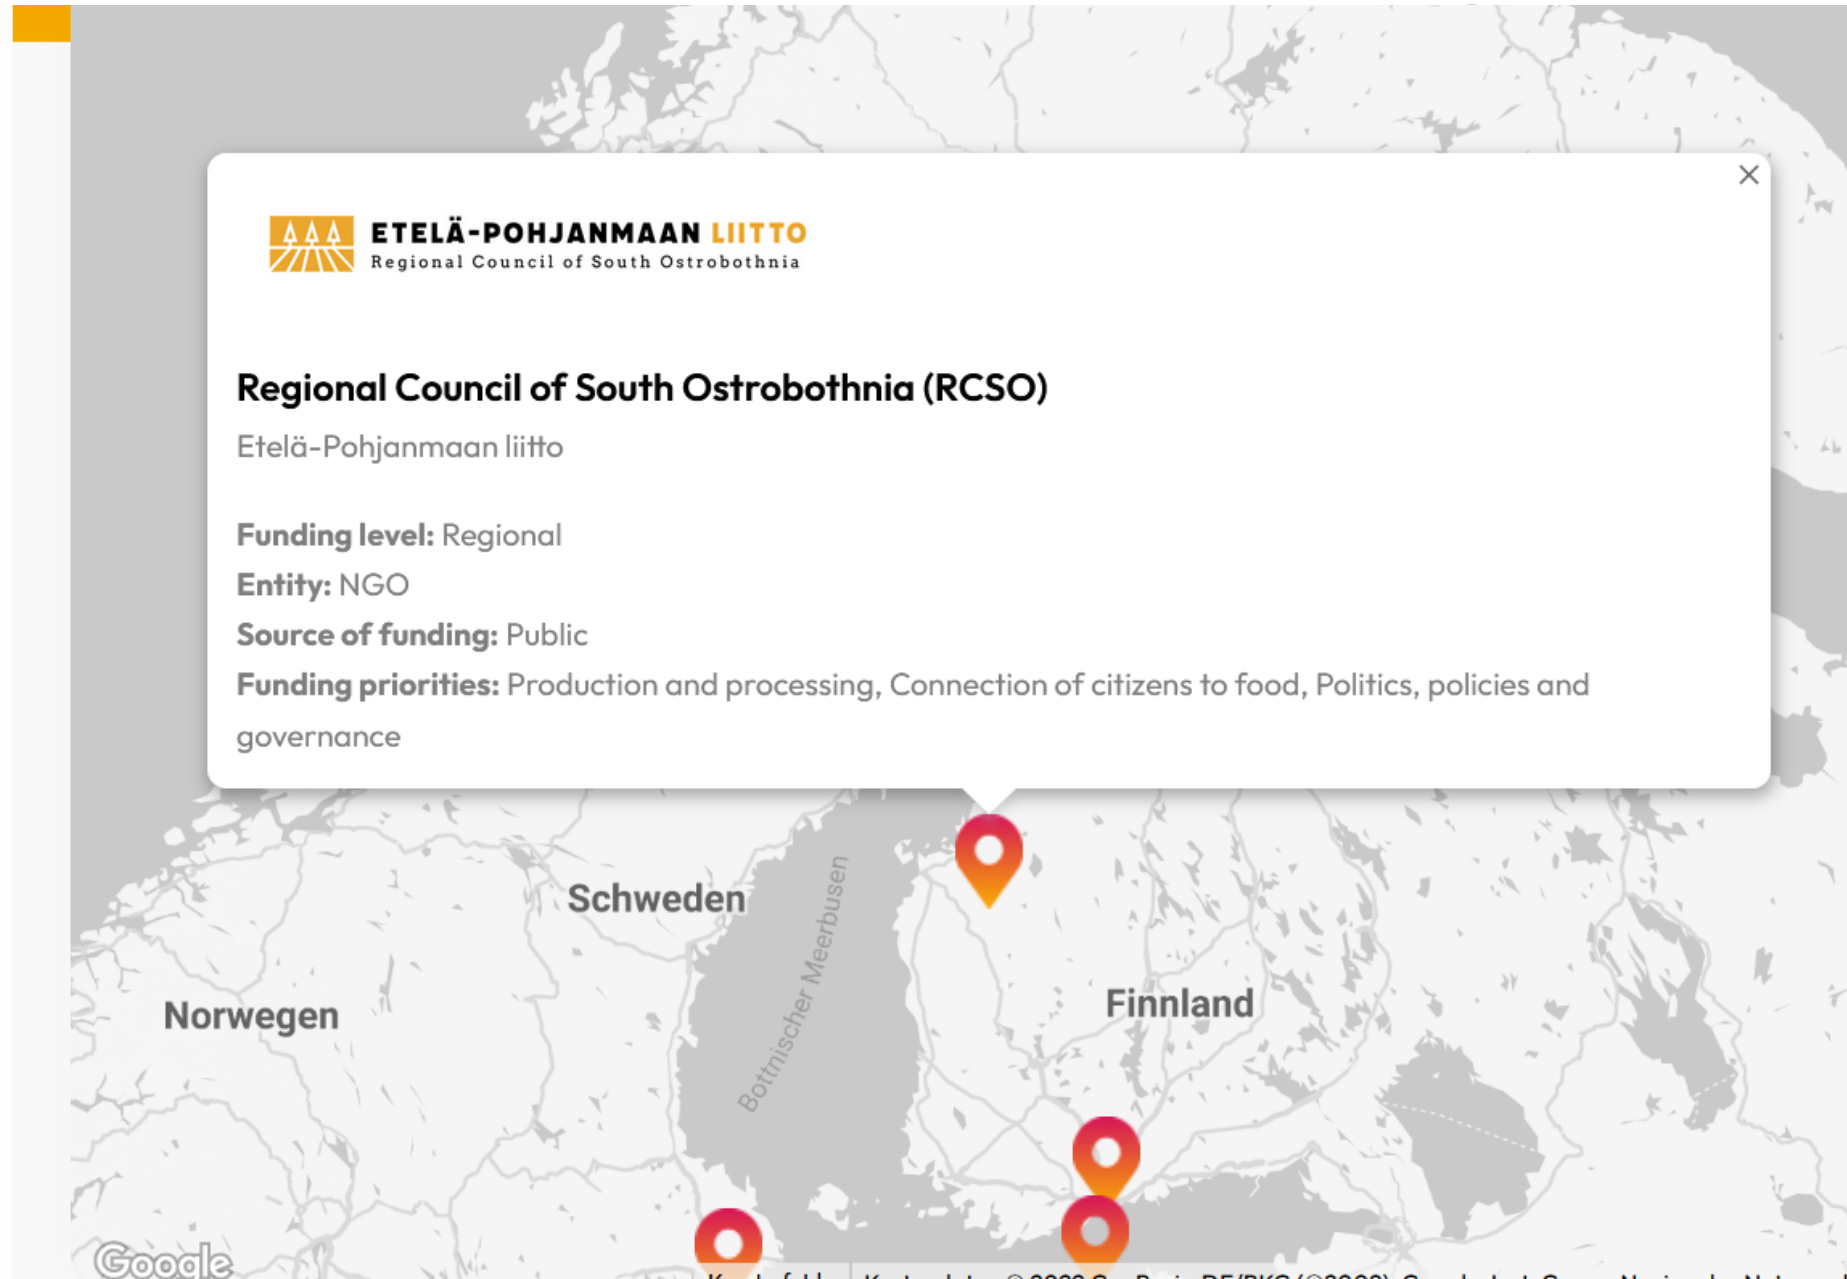 ETELÄ-POHJANMAAN LIITTO
Regional Council of South Ostrobothnia
Regional Council of South Ostrobothnia (RCSO)
Etelä-Pohjanmaan liitto
Funding level: Regional
Entity: NGO
Source of funding: Public
Funding priorities: Production and processing, Connection of citizens to food, Politics, policies and
governance
Schweden
Bottnischer Meerbusen
Norwegen
Finnland
Google